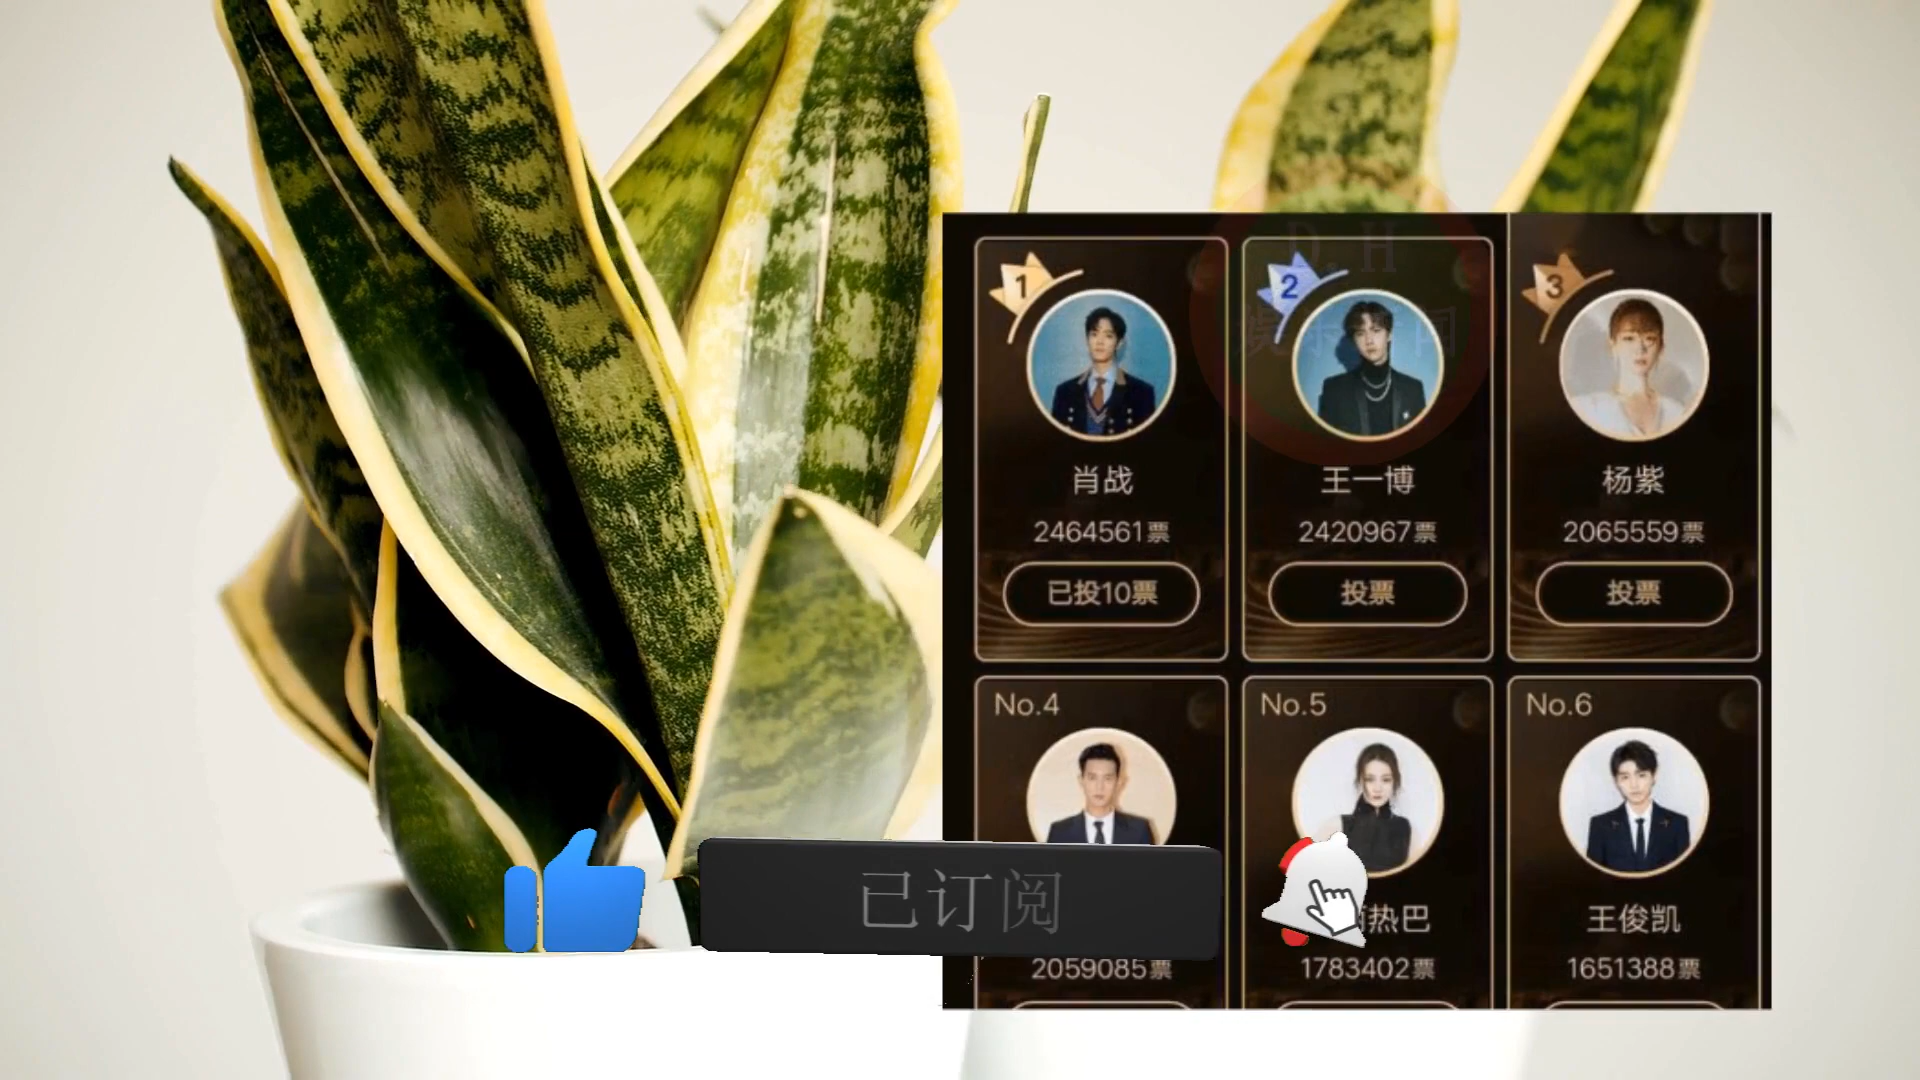 D.H
娱 闻
1
肖战
2464561票
已投10票
2
王一博
2420967票
投票
3
杨紫
2065559票
投票
No.4
2059085票
No.5
热巴
1783402票
No.6
王俊凯
1651388票
已订阅